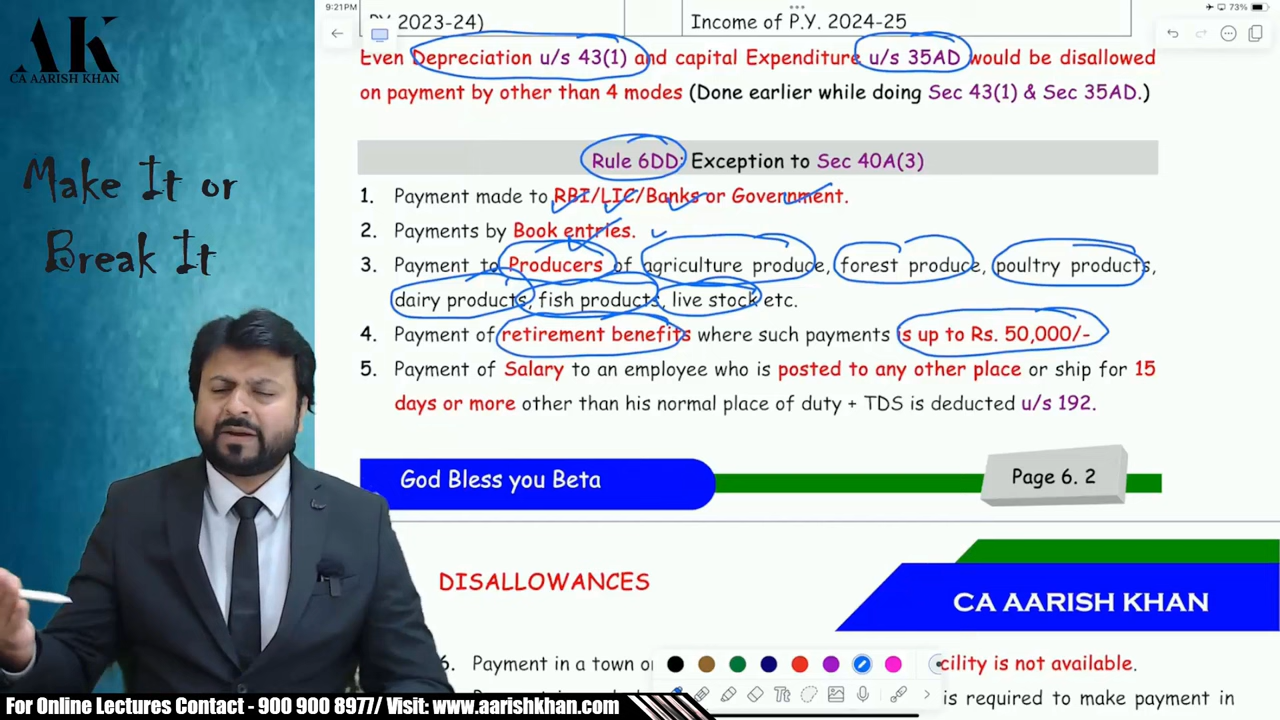 9:21PM
73%
AK
CA AARISH KHAN
Make It or
Break It
2023-24)
Income of P.Y. 2024-25
Even Depreciation u/s 43(1) and capital Expenditure u/s 35AD would be disallowed
on payment by other than 4 modes (Done earlier while doing Sec 43(1) & Sec 35AD.)
Rule 6DD: Exception to Sec 40A(3)
1. Payment made to RBI/LIC/Banks or Government.
2. Payments by Book entries.
3. Payment to Producers of agriculture produce, forest produce, poultry products,
dairy products, fish products, live stock etc.
4. Payment of retirement benefits where such payments is up to Rs. 50,000/-
5. Payment of Salary to an employee who is posted to any other place or ship for 15
days or more other than his normal place of duty + TDS is deducted u/s 192.
God Bless you Beta
Page 6. 2
DISALLOWANCES
CA AARISH KHAN
6. Payment in a town or cility is not available.
is required to make payment in
For Online Lectures Contact - 900 900 8977/ Visit: www.aarishkhan.com